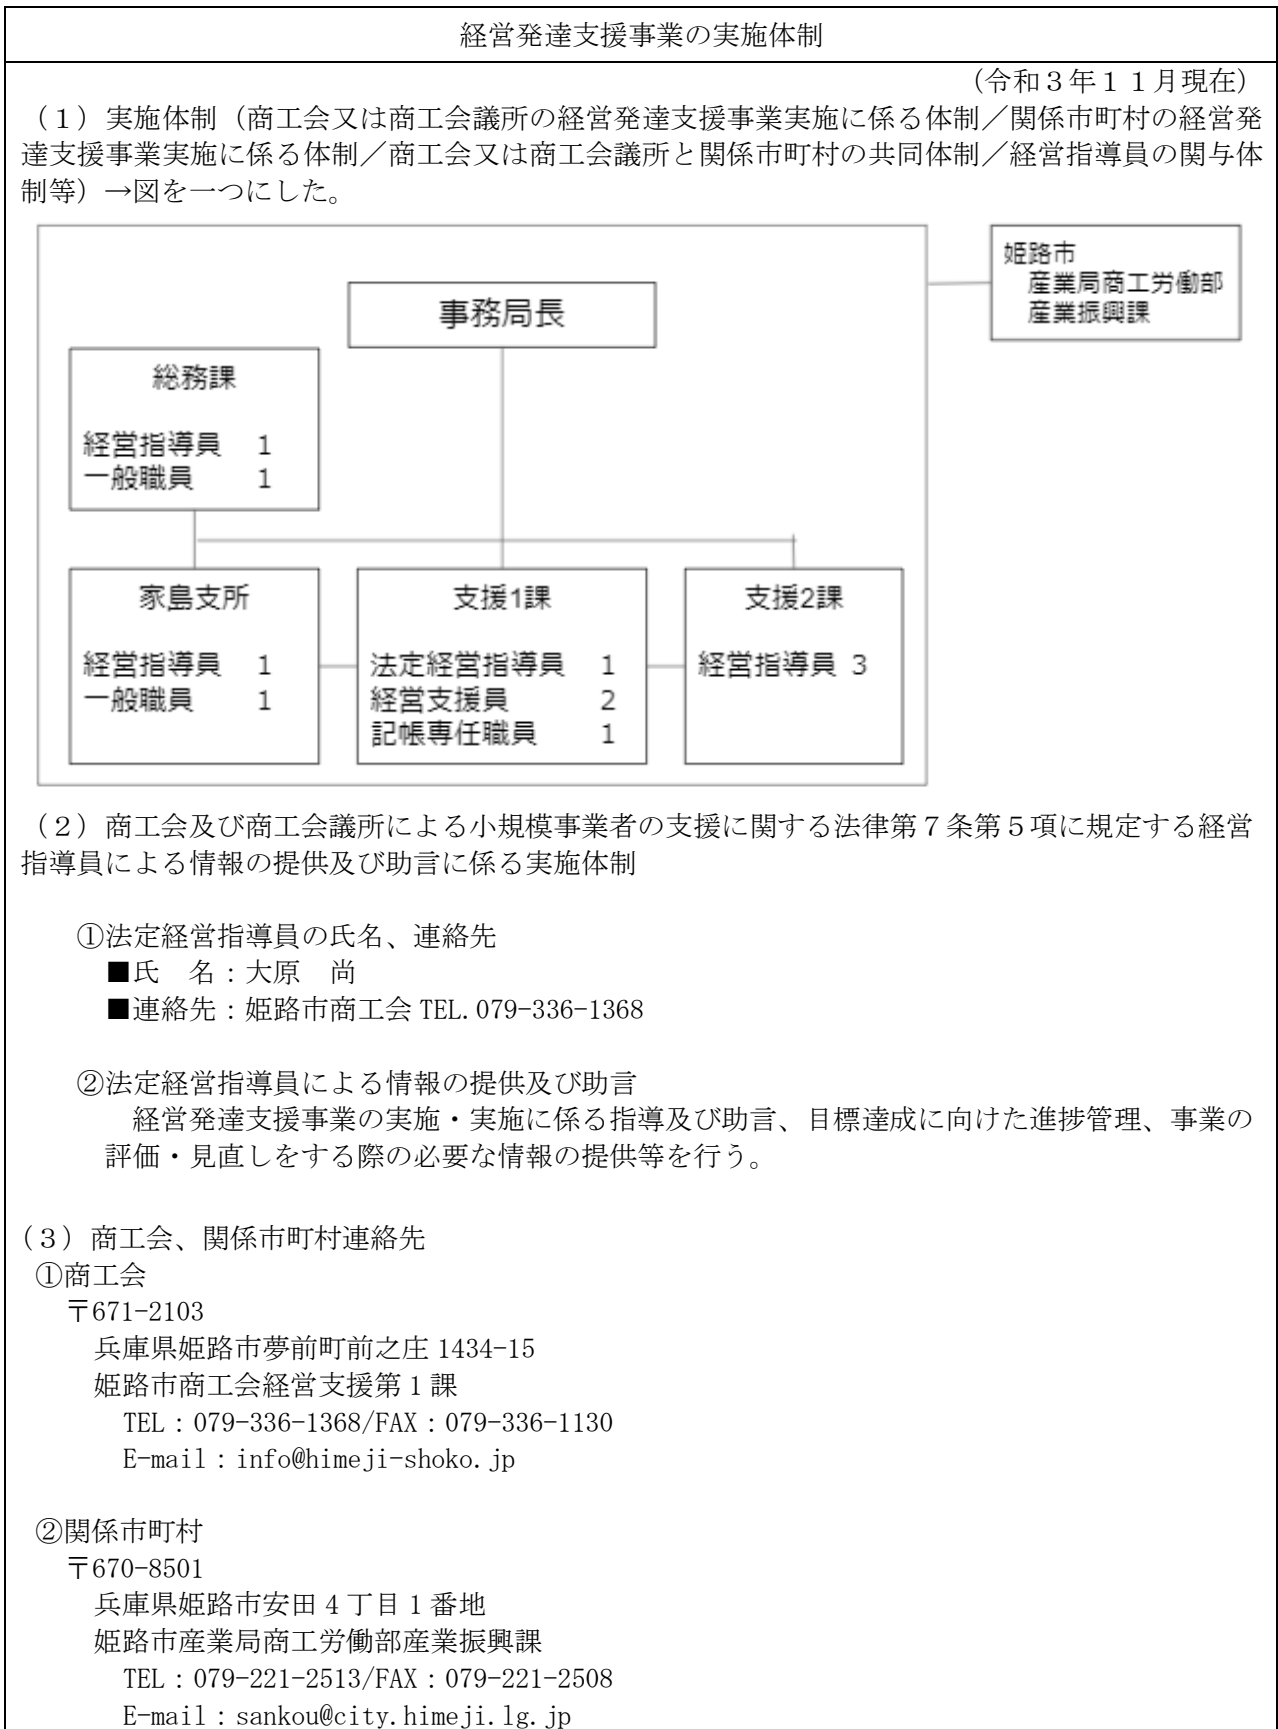 経営発達支援事業の実施体制
（令和３年１１月現在）
（１）実施体制（商工会又は商工会議所の経営発達支援事業実施に係る体制／関係市町村の経営発
達支援事業実施に係る体制／商工会又は商工会議所と関係市町村の共同体制／経営指導員の関与体
制等）→図を一つにした。
姫路市
産業局商工労働部
産業振興課
事務局長
総務課
経営指導員 1
一般職員 1
家島支所
経営指導員 1
一般職員 1
支援1課
法定経営指導員 1
経営支援員 2
記帳専任職員 1
支援2課
経営指導員 3
（２）商工会及び商工会議所による小規模事業者の支援に関する法律第７条第５項に規定する経営
指導員による情報の提供及び助言に係る実施体制
①法定経営指導員の氏名、連絡先
■氏　名：大原　尚
■連絡先：姫路市商工会 TEL.079-336-1368
②法定経営指導員による情報の提供及び助言
経営発達支援事業の実施・実施に係る指導及び助言、目標達成に向けた進捗管理、事業の
評価・見直しをする際の必要な情報の提供等を行う。
（３）商工会、関係市町村連絡先
①商工会
〒671-2103
兵庫県姫路市夢前町前之庄 1434-15
姫路市商工会経営支援第１課
TEL：079-336-1368/FAX：079-336-1130
E-mail：info@himeji-shoko.jp
②関係市町村
〒670-8501
兵庫県姫路市安田４丁目１番地
姫路市産業局商工労働部産業振興課
TEL：079-221-2513/FAX：079-221-2508
E-mail：sankou@city.himeji.lg.jp